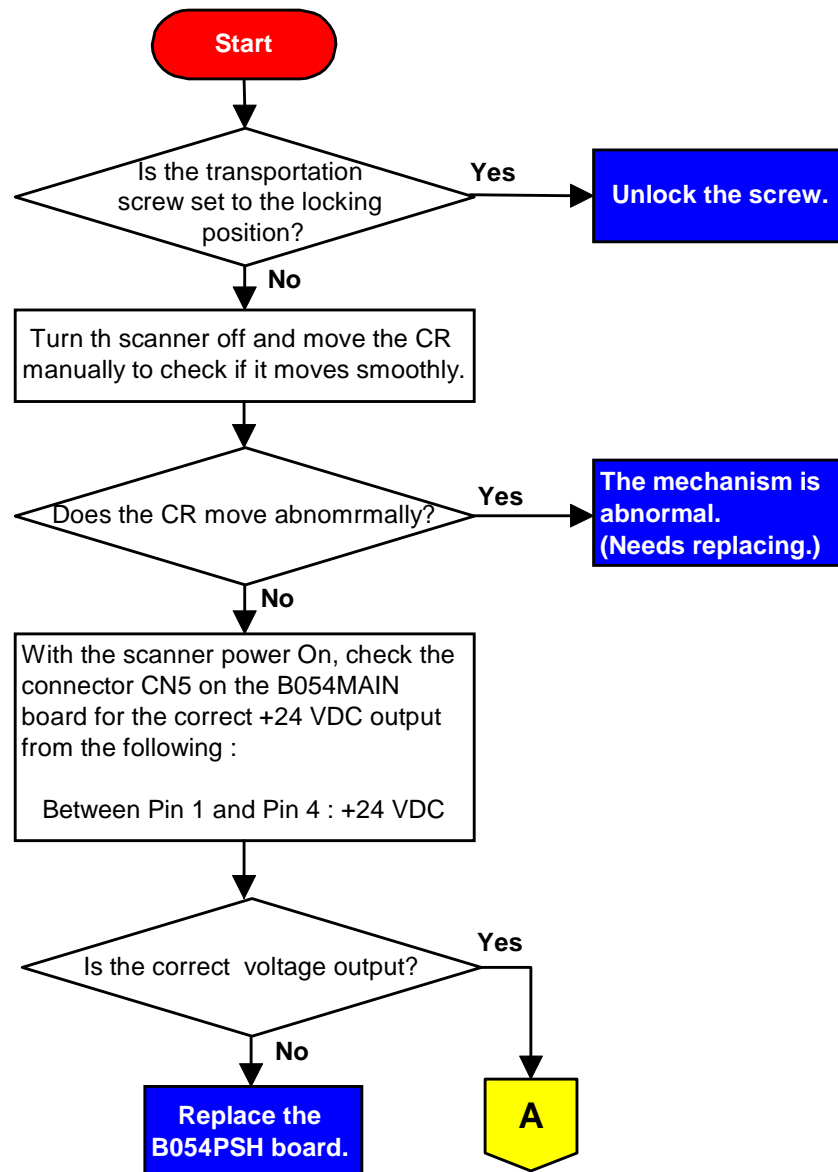 Start
Is the transportation
screw set to the locking
position?
Yes
Unlock the screw.
No
Turn th scanner off and move the CR
manually to check if it moves smoothly.
Does the CR move abnomrmally?
Yes
The mechanism is
abnormal.
(Needs replacing.)
No
With the scanner power On, check the
connector CN5 on the B054MAIN
board for the correct +24 VDC output
from the following :
Between Pin 1 and Pin 4 : +24 VDC
Is the correct voltage output?
Yes
No
Replace the
B054PSH board.
A